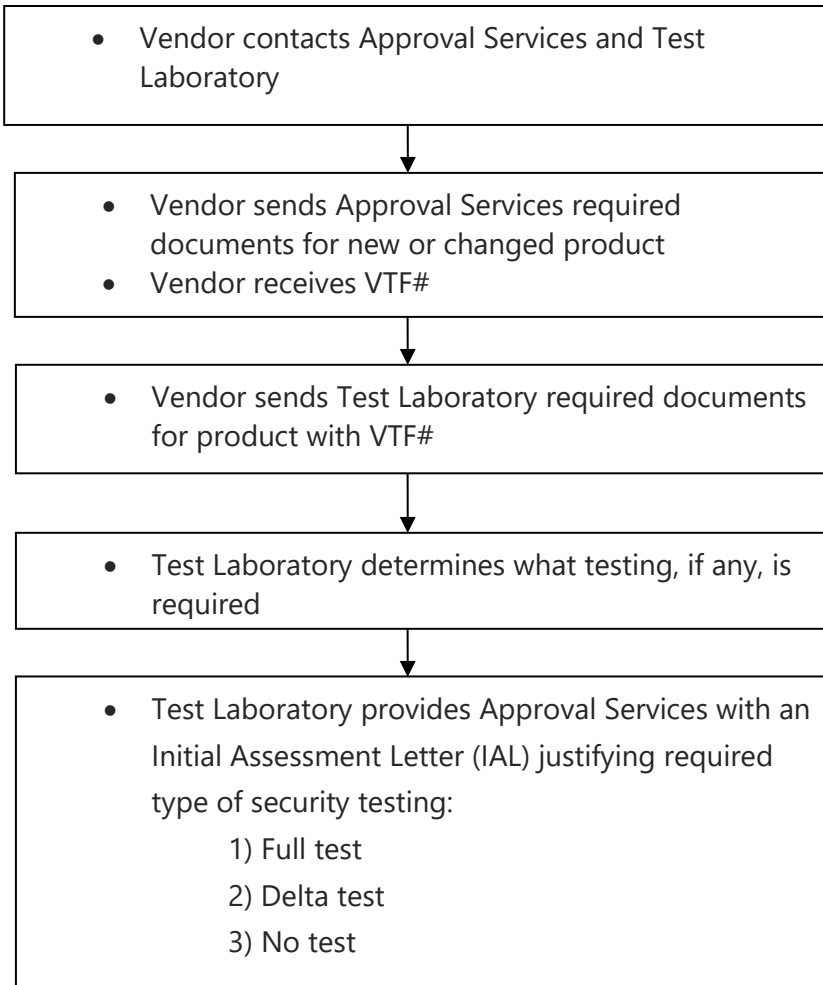 • Vendor contacts Approval Services and Test
Laboratory
• Vendor sends Approval Services required
documents for new or changed product
• Vendor receives VTF#
• Vendor sends Test Laboratory required documents
for product with VTF#
• Test Laboratory determines what testing, if any, is
required
• Test Laboratory provides Approval Services with an
Initial Assessment Letter (IAL) justifying required
type of security testing:
1) Full test
2) Delta test
3) No test